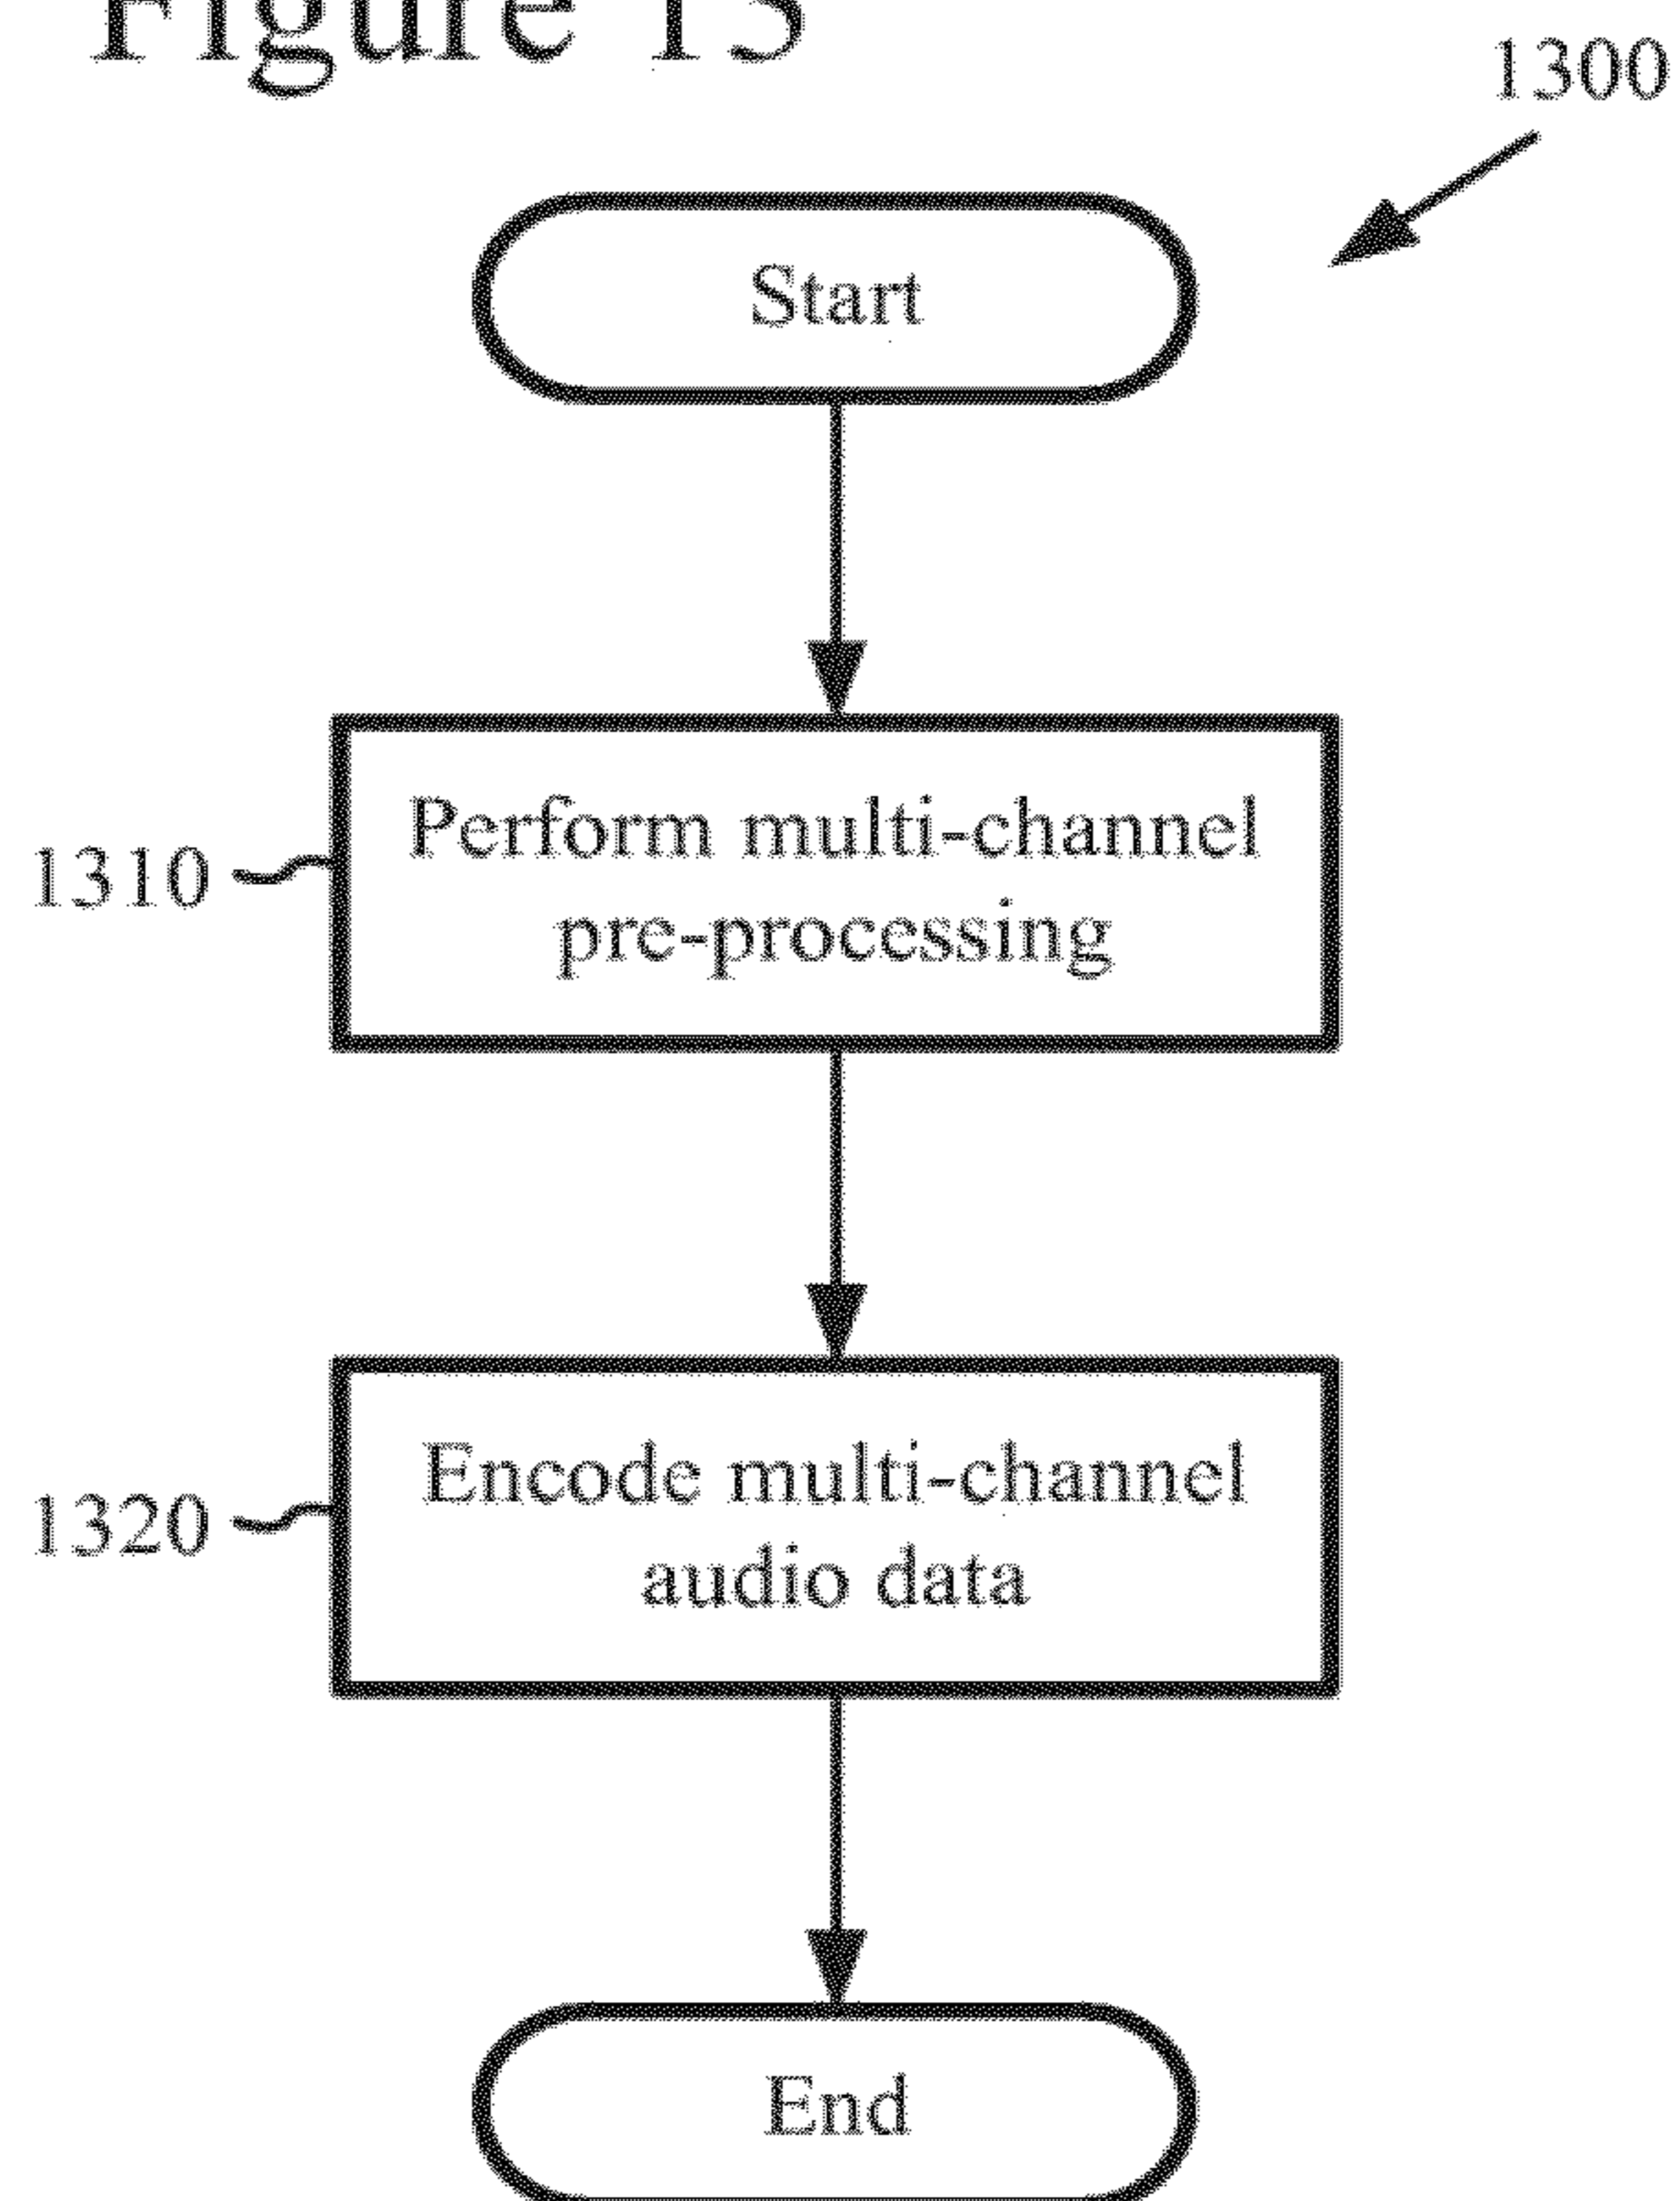 Figure 13
1300
Start
1310
Perform multi-channel
pre-processing
1320
Encode multi-channel
audio data
End